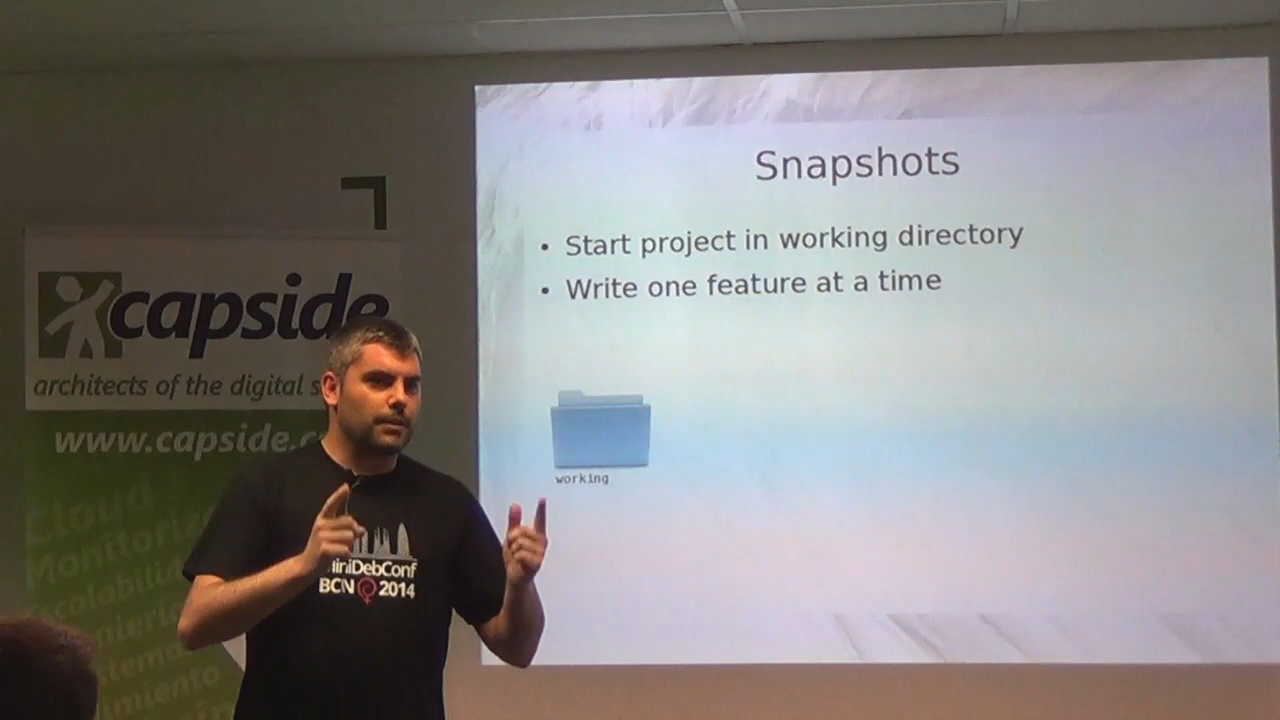 capside
architects of the digital
www.capside.
Cloud
Snapshots
• Start project in working directory
• Write one feature at a time
working
MiniDebConf
BCN 2014